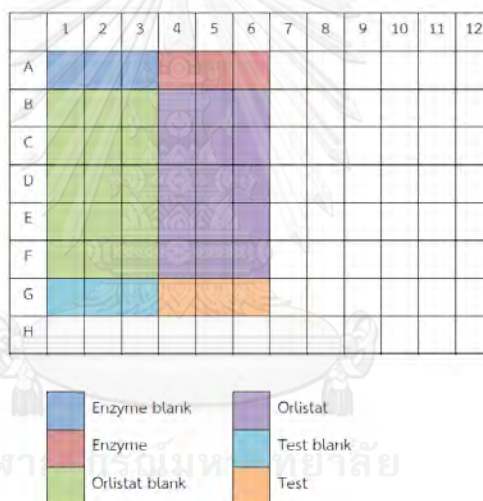 1 2 3 4 5 6 7 8 9 10 11 12
A
B
C
D
E
F
G
H
Enzyme blank
Orlistat
Enzyme
Test blank
Orlistat blank
Test